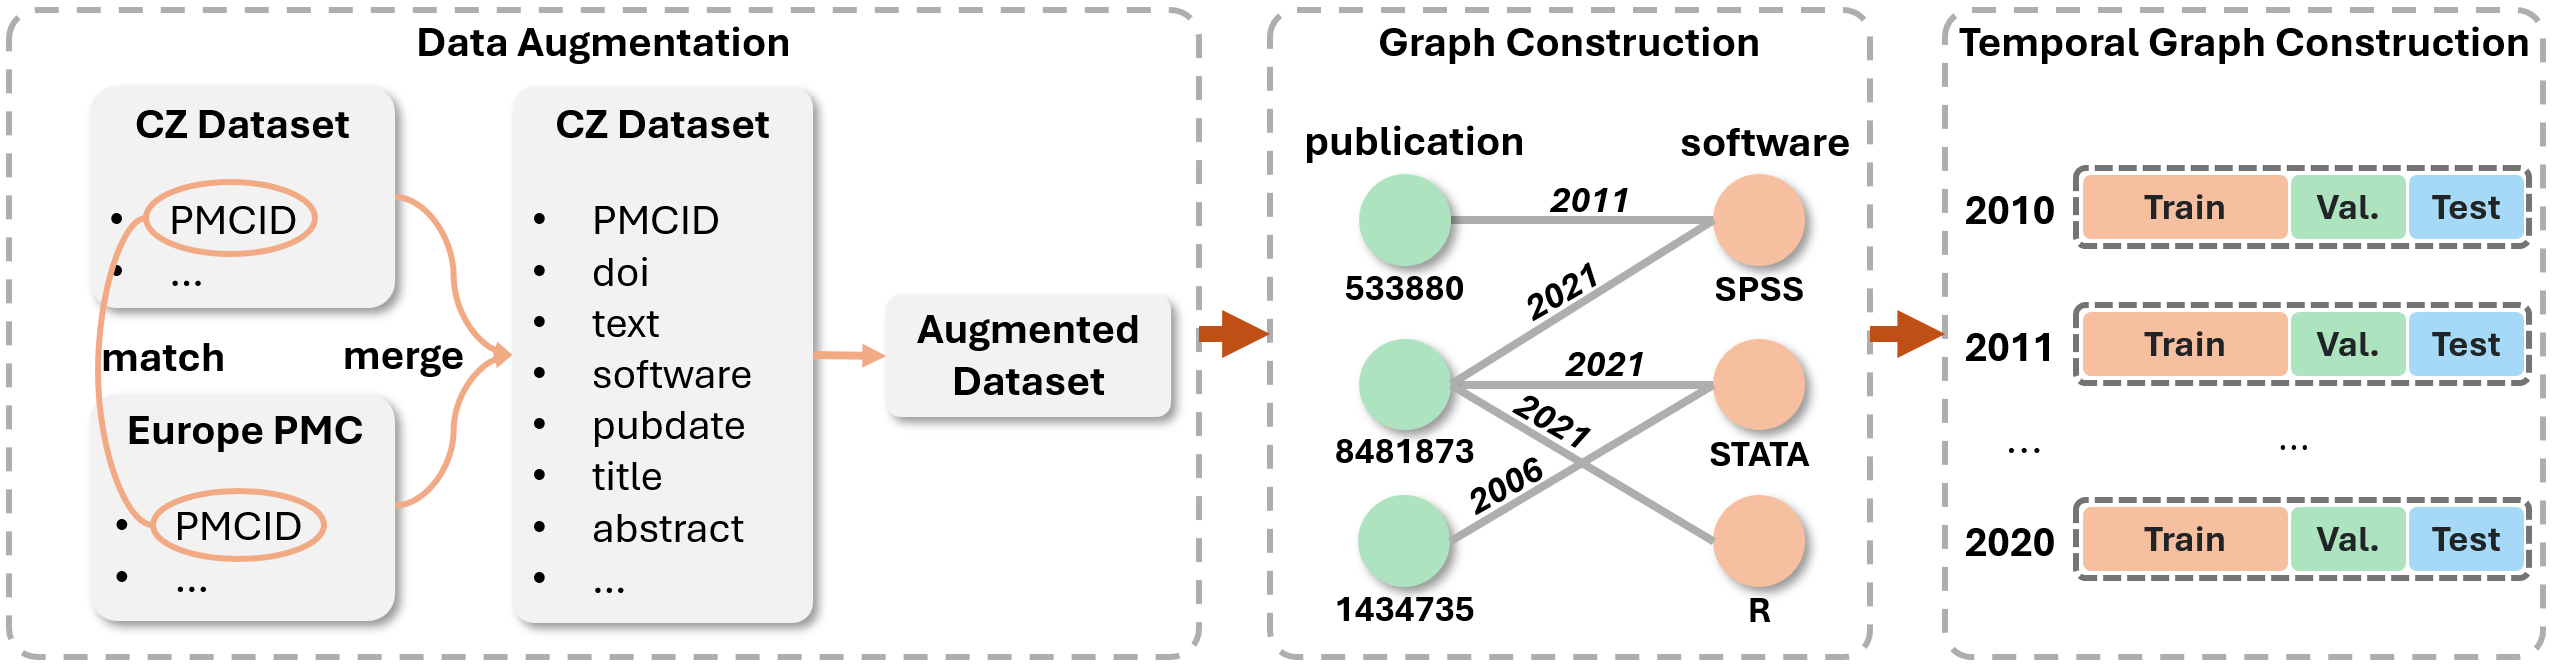 Data Augmentation
CZ Dataset
• PMCID
• ...
match
merge
Europe PMC
• PMCID
• ...
CZ Dataset
• PMCID
• doi
• text
• software
• pubdate
• title
• abstract
• ...
Augmented
Dataset
Graph Construction
publication
software
2011
533880
SPSS
2021
2021
8481873
STATA
2021
2006
1434735
R
Temporal Graph Construction
2010 Train Val. Test
2011 Train Val. Test
... ...
2020 Train Val. Test